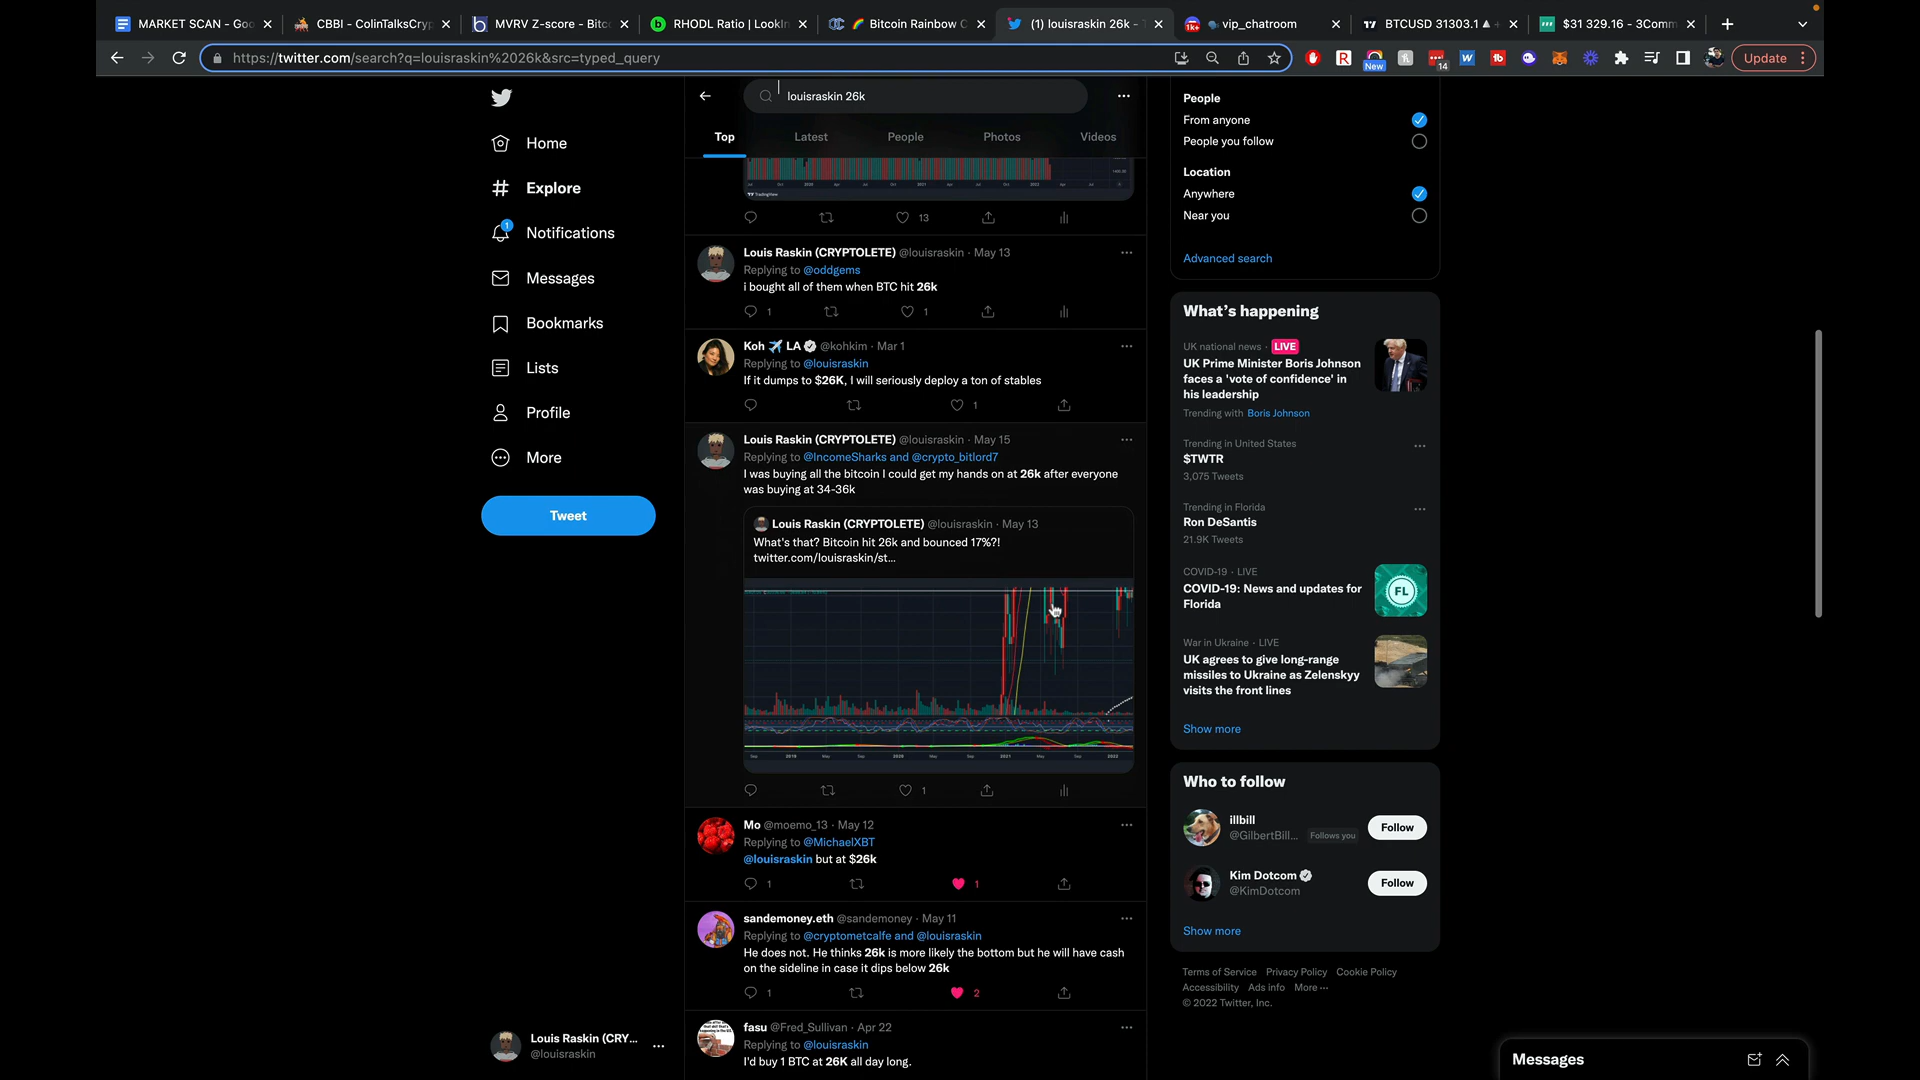 MARKET SCAN - Goo
CBBI - ColinTalksCryp
MVRV Z-score - Bitco
RHODL Ratio | LookIn
Bitcoin Rainbow C
(1) louisraskin 26k -
vip_chatroom
BTCUSD 31303.1
$31 329.16 - 3Comm
https://twitter.com/search?q=louisraskin%2026k&src=typed_query
New
14
Update
Home
Explore
1
Notifications
Messages
Bookmarks
Lists
Profile
More
Tweet
Louis Raskin (CRY...
@louisraskin
louisraskin 26k
Top
Latest
People
Photos
Videos
TradingView
13
Louis Raskin (CRYPTOLETE) @louisraskin · May 13
Replying to @oddgems
i bought all of them when BTC hit 26k
1
1
Koh LA @kohkim · Mar 1
Replying to @louisraskin
If it dumps to $26K, I will seriously deploy a ton of stables
1
Louis Raskin (CRYPTOLETE) @louisraskin · May 15
Replying to @IncomeSharks and @crypto_bitlord7
I was buying all the bitcoin I could get my hands on at 26k after everyone
was buying at 34-36k
Louis Raskin (CRYPTOLETE) @louisraskin · May 13
What's that? Bitcoin hit 26k and bounced 17%?!
twitter.com/louisraskin/st...
1
Mo @moemo_13 · May 12
Replying to @MichaelXBT
@louisraskin but at $26k
1
1
sandemoney.eth @sandemoney · May 11
Replying to @cryptometcalfe and @louisraskin
He does not. He thinks 26k is more likely the bottom but he will have cash
on the sideline in case it dips below 26k
1
2
fasu @Fred_Sullivan · Apr 22
Replying to @louisraskin
I'd buy 1 BTC at 26K all day long.
People
From anyone
People you follow
Location
Anywhere
Near you
Advanced search
What's happening
UK national news · LIVE
UK Prime Minister Boris Johnson
faces a 'vote of confidence' in
his leadership
Trending with Boris Johnson
Trending in United States
$TWTR
3,075 Tweets
Trending in Florida
Ron DeSantis
21.9K Tweets
COVID-19 · LIVE
COVID-19: News and updates for
Florida
FL
War in Ukraine · LIVE
UK agrees to give long-range
missiles to Ukraine as Zelenskyy
visits the front lines
Show more
Who to follow
illbill
@GilbertBill... Follows you
Follow
Kim Dotcom
@KimDotcom
Follow
Show more
Terms of Service Privacy Policy Cookie Policy
Accessibility Ads info More ···
© 2022 Twitter, Inc.
Messages